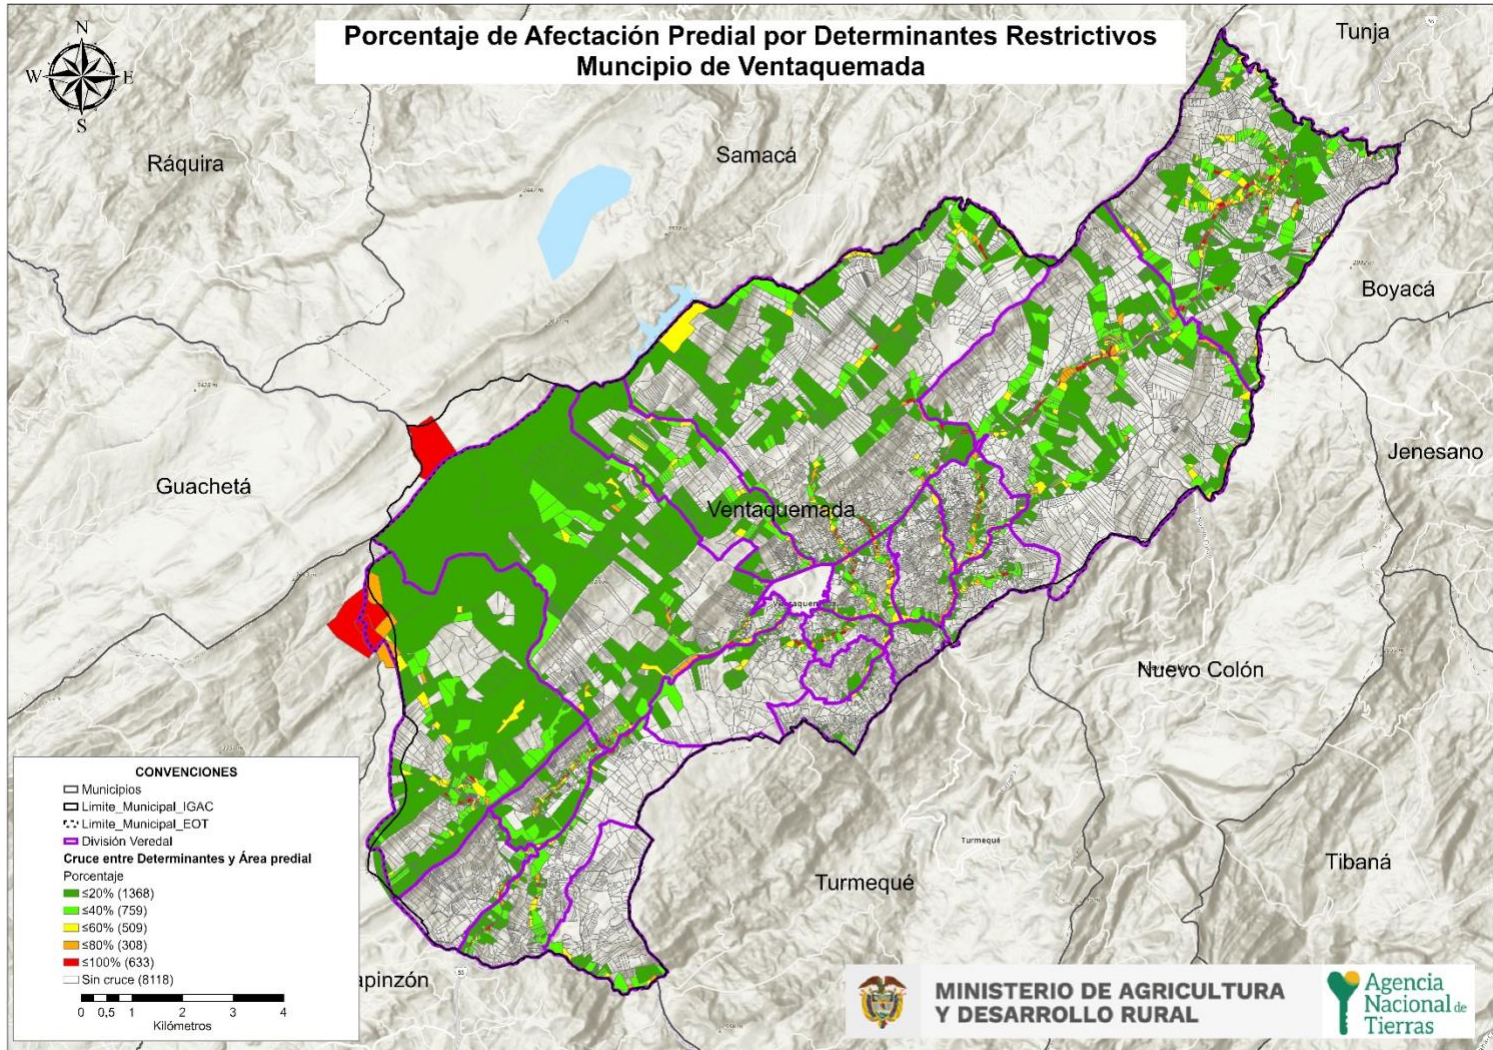 Porcentaje de Afectación Predial por Determinantes Restrictivos
Muncipio de Ventaquemada
N
W
E
S
Tunja
Ráquira
Samacá
Boyacá
Jenesano
Guachetá
Ventaquemada
Nuevo Colón
Turmequé
Turmequé
Tibaná
apinzón
CONVENCIONES
Municipios
Limite_Municipal_IGAC
Limite_Municipal_EOT
División Veredal
Cruce entre Determinantes y Área predial
Porcentaje
≤20% (1368)
≤40% (759)
≤60% (509)
≤80% (308)
≤100% (633)
Sin cruce (8118)
0 0,5 1 2 3 4
Kilómetros
MINISTERIO DE AGRICULTURA
Y DESARROLLO RURAL
Agencia
Nacional de
Tierras